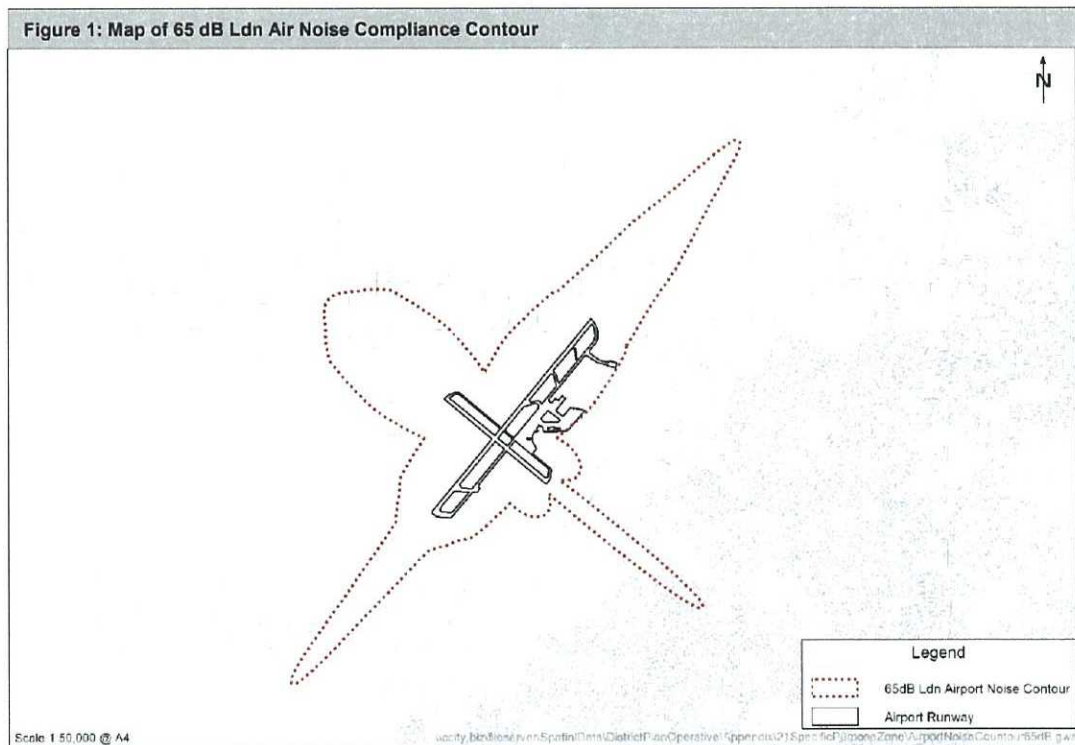 Figure 1: Map of 65 dB Ldn Air Noise Compliance Contour
N
Legend
65dB Ldn Airport Noise Contour
Airport Runway
Scale 1:50,000 @ A4